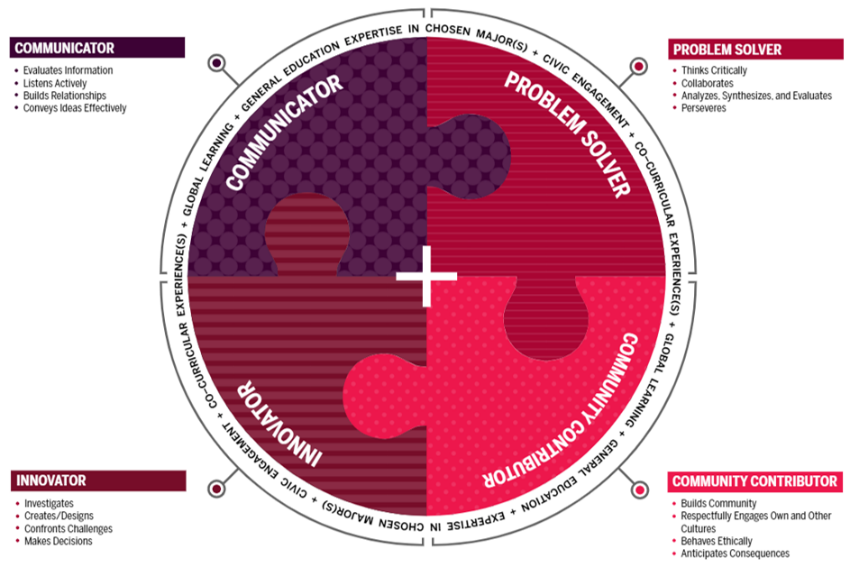 COMMUNICATOR
• Evaluates Information
• Listens Actively
• Builds Relationships
• Conveys Ideas Effectively
PROBLEM SOLVER
• Thinks Critically
• Collaborates
• Analyzes, Synthesizes, and Evaluates
• Perseveres
CO-CURRICULAR EXPERIENCE(S) + GLOBAL LEARNING + GENERAL EDUCATION EXPERTISE IN CHOSEN MAJOR(S) + CIVIC ENGAGEMENT + CO-CURRICULAR EXPERIENCE(S) + GLOBAL LEARNING + GENERAL EDUCATION + EXPERTISE IN CHOSEN MAJOR(S) + CIVIC ENGAGEMENT +
COMMUNICATOR
PROBLEM SOLVER
INNOVATOR
COMMUNITY CONTRIBUTOR
INNOVATOR
• Investigates
• Creates/Designs
• Confronts Challenges
• Makes Decisions
COMMUNITY CONTRIBUTOR
• Builds Community
• Respectfully Engages Own and Other
Cultures
• Behaves Ethically
• Anticipates Consequences